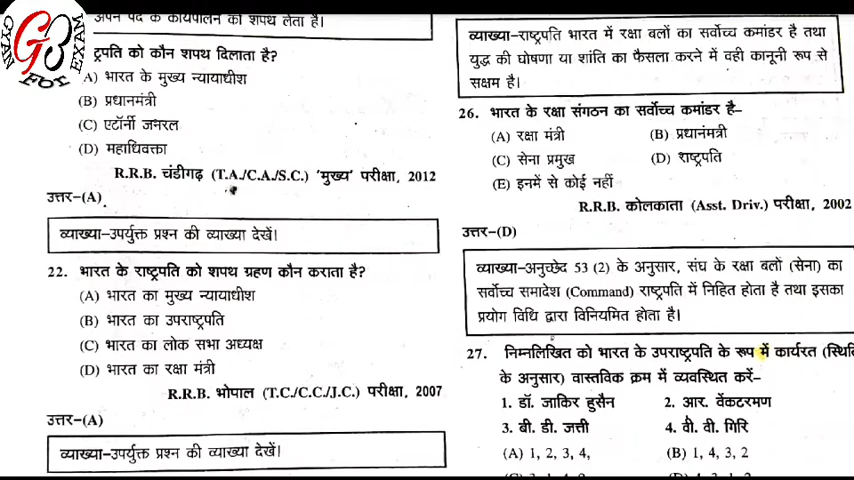 GYAN
GB
FOR
EXAM
अपने पद के कार्यपालन की शपथ लेता है।
ट्रपति को कौन शपथ दिलाता है?
A) भारत के मुख्य न्यायाधीश
(B) प्रधानमंत्री
(C) एटॉर्नी जनरल
(D) महाधिवक्ता
R.R.B. चंडीगढ़ (T.A./C.A./S.C.) ‘मुख्य’ परीक्षा, 2012
उत्तर–(A)
व्याख्या–उपर्युक्त प्रश्न की व्याख्या देखें।
22. भारत के राष्ट्रपति को शपथ ग्रहण कौन कराता है?
(A) भारत का मुख्य न्यायाधीश
(B) भारत का उपराष्ट्रपति
(C) भारत का लोक सभा अध्यक्ष
(D) भारत का रक्षा मंत्री
R.R.B. भोपाल (T.C./C.C./J.C.) परीक्षा, 2007
उत्तर–(A)
व्याख्या–उपर्युक्त प्रश्न की व्याख्या देखें।
व्याख्या–राष्ट्रपति भारत में रक्षा बलों का सर्वोच्च कमांडर है तथा
युद्ध की घोषणा या शांति का फैसला करने में वही कानूनी रूप से
सक्षम है।
26. भारत के रक्षा संगठन का सर्वोच्च कमांडर है–
(A) रक्षा मंत्री (B) प्रधानंमत्री
(C) सेना प्रमुख (D) राष्ट्रपति
(E) इनमें से कोई नहीं
R.R.B. कोलकाता (Asst. Driv.) परीक्षा, 2002
उत्तर–(D)
व्याख्या–अनुच्छेद 53 (2) के अनुसार, संघ के रक्षा बलों (सेना) का
सर्वोच्च समादेश (Command) राष्ट्रपति में निहित होता है तथा इसका
प्रयोग विधि द्वारा विनियमित होता है।
27. निम्नलिखित को भारत के उपराष्ट्रपति के रूप में कार्यरत (स्थिति
के अनुसार) वास्तविक क्रम में व्यवस्थित करें–
1. डॉ. जाकिर हुसैन 2. आर. वेंकटरमण
3. बी. डी. जत्ती 4. वी. वी. गिरि
(A) 1, 2, 3, 4, (B) 1, 4, 3, 2